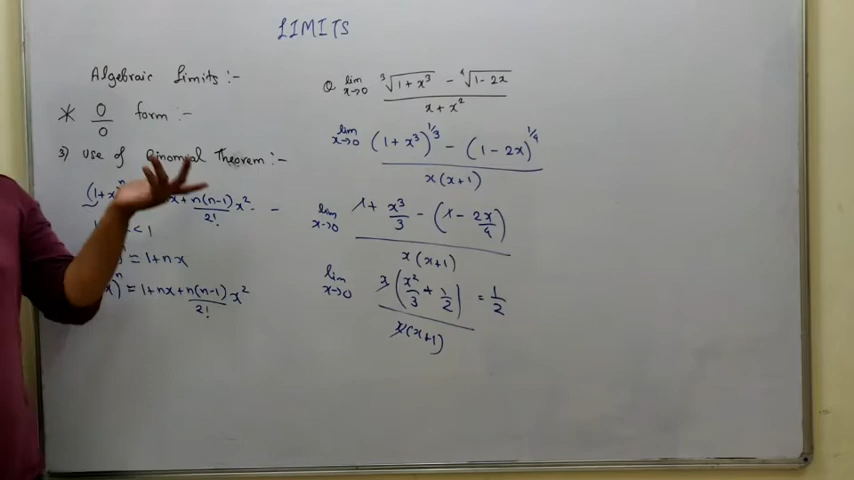 LIMITS
Algebraic Limits :-
* 0/0 form :-
3) Use of Binomial Theorem :-
(1+x)ⁿ x + n(n-1)/2! x² - -
< 1
= 1 + nx
x)ⁿ = 1 + nx + n(n-1)/2! x²
Q lim x→0 (∛(1+x³) - ∜(1-2x)) / (x + x²)
lim x→0 ((1+x³)^1/3 - (1-2x)^1/4) / (x(x+1))
lim x→0 (1 + x³/3 - (1 - 2x/4)) / (x(x+1))
lim x→0 (x²/3 + 1/2) / (x(x+1)) = 1/2